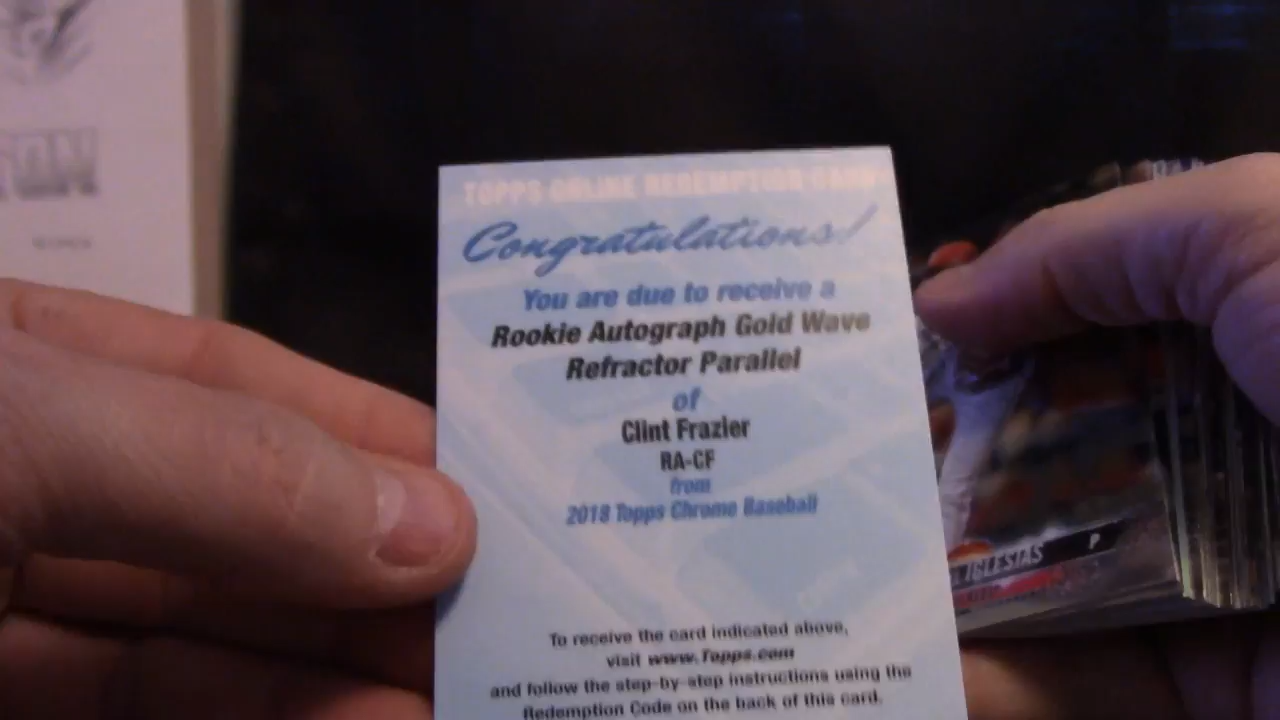 TOPPS ONLINE REDEMPTION CARD
Congratulations!
You are due to receive a
Rookie Autograph Gold Wave
Refractor Parallel
of
Clint Frazier
RA-CF
from
2018 Topps Chrome Baseball
To receive the card indicated above,
visit www.Topps.com
and follow the step-by-step instructions using the
Redemption Code on the back of this card.
IGLESIAS P